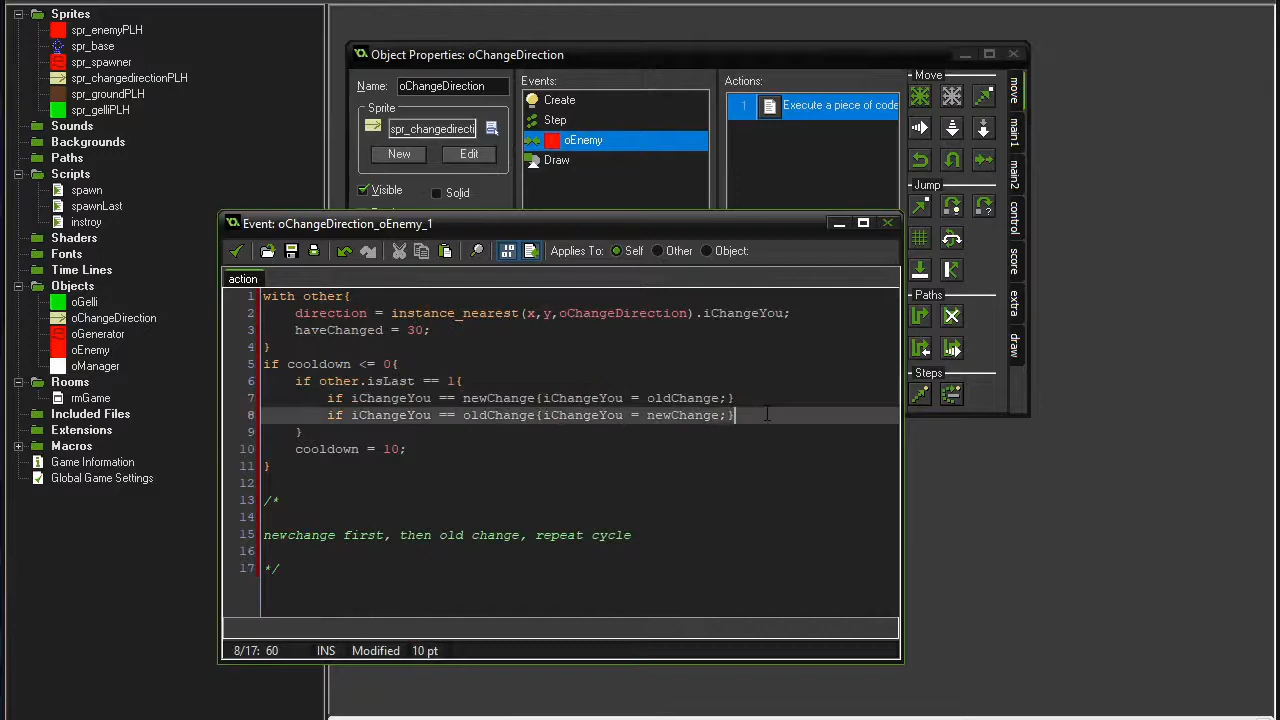 Sprites
spr_enemyPLH
spr_base
spr_spawner
spr_changedirectionPLH
spr_groundPLH
spr_gelliPLH
Sounds
Backgrounds
Paths
Scripts
spawn
spawnLast
instroy
Shaders
Fonts
Time Lines
Objects
oGelli
oChangeDirection
oGenerator
oEnemy
oManager
Rooms
rmGame
Included Files
Extensions
Macros
Game Information
Global Game Settings
Object Properties: oChangeDirection
Name: oChangeDirection
Sprite
spr_changedirecti
New Edit
Visible Solid
Events:
Create
Step
oEnemy
Draw
Actions:
1 Execute a piece of code
Move
Jump
Paths
Steps
move
main1
main2
control
score
extra
draw
Event: oChangeDirection_oEnemy_1
Applies To: Self Other Object:
action
1 with other{
2 direction = instance_nearest(x,y,oChangeDirection).iChangeYou;
3 haveChanged = 30;
4 }
5 if cooldown <= 0{
6 if other.isLast == 1{
7 if iChangeYou == newChange{iChangeYou = oldChange;}
8 if iChangeYou == oldChange{iChangeYou = newChange;}
9 }
10 cooldown = 10;
11 }
12
13 /*
14
15 newchange first, then old change, repeat cycle
16
17 */
8/17: 60 INS Modified 10 pt